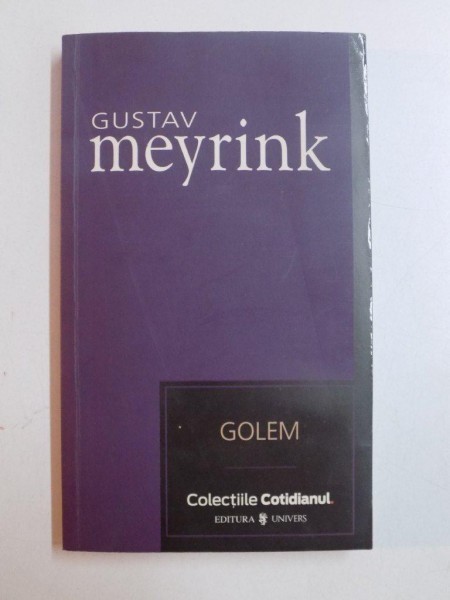 GUSTAV
meyrink
GOLEM
Colecțiile Cotidianul.
EDITURA UNIVERS